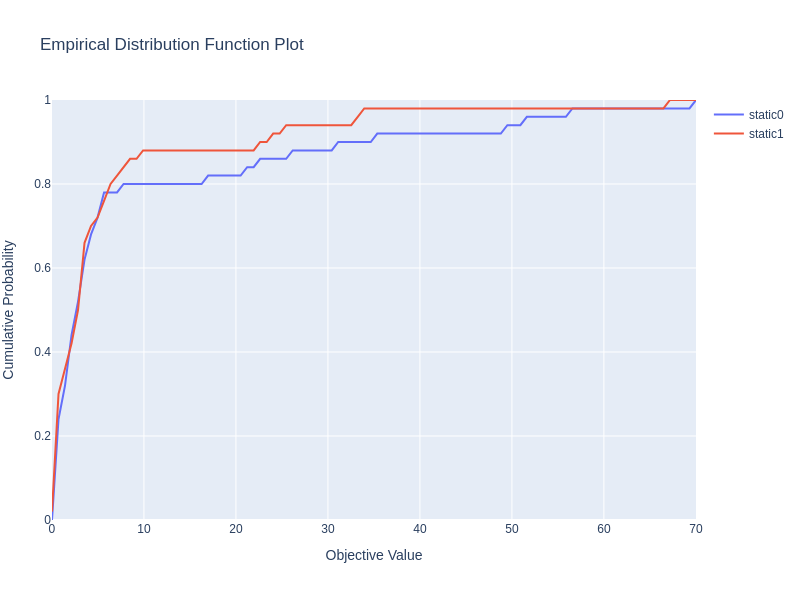 Empirical Distribution Function Plot
1
0.8
0.6
0.4
0.2
0
Cumulative Probability
0 10 20 30 40 50 60 70
Objective Value
static0
static1